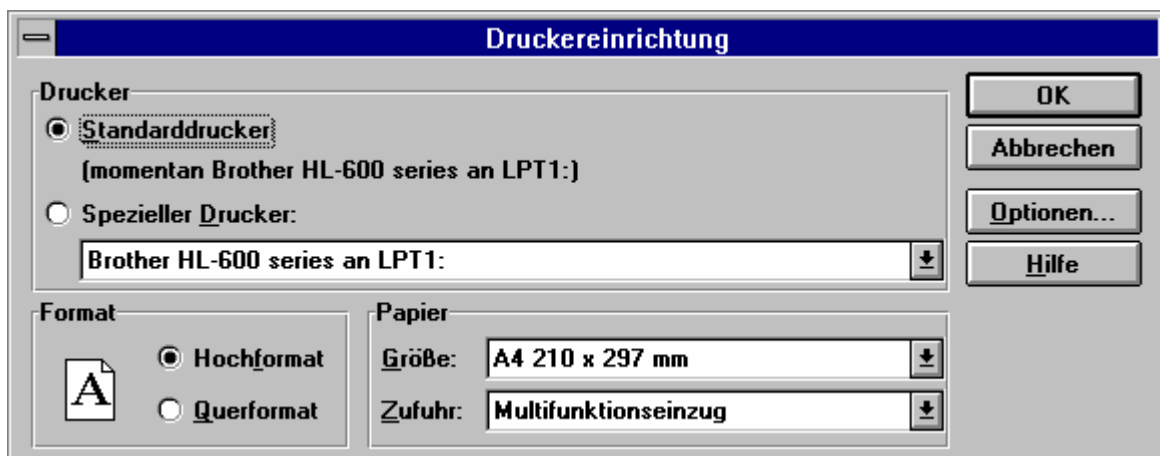 Druckereinrichtung
Drucker
Standarddrucker
(momentan Brother HL-600 series an LPT1:)
Spezieller Drucker:
Brother HL-600 series an LPT1:
OK
Abbrechen
Optionen...
Hilfe
Format
A
Hochformat
Querformat
Papier
Größe: A4 210 x 297 mm
Zufuhr: Multifunktionseinzug